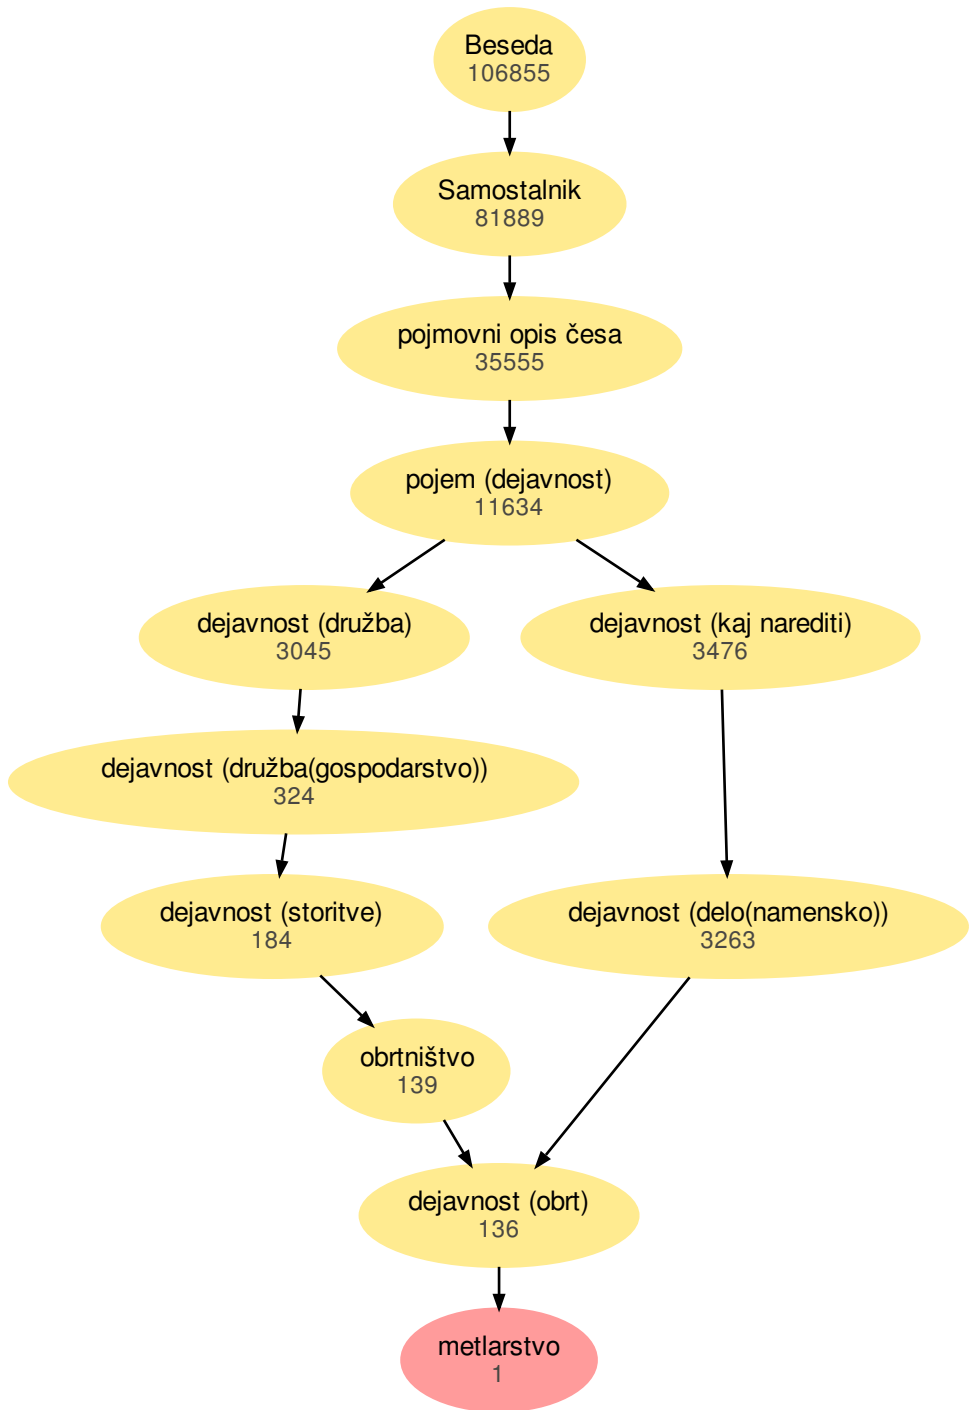 Beseda
106855
Samostalnik
81889
pojmovni opis česa
35555
pojem (dejavnost)
11634
dejavnost (družba)
3045
dejavnost (kaj narediti)
3476
dejavnost (družba(gospodarstvo))
324
dejavnost (storitve)
184
dejavnost (delo(namensko))
3263
obrtništvo
139
dejavnost (obrt)
136
metlarstvo
1